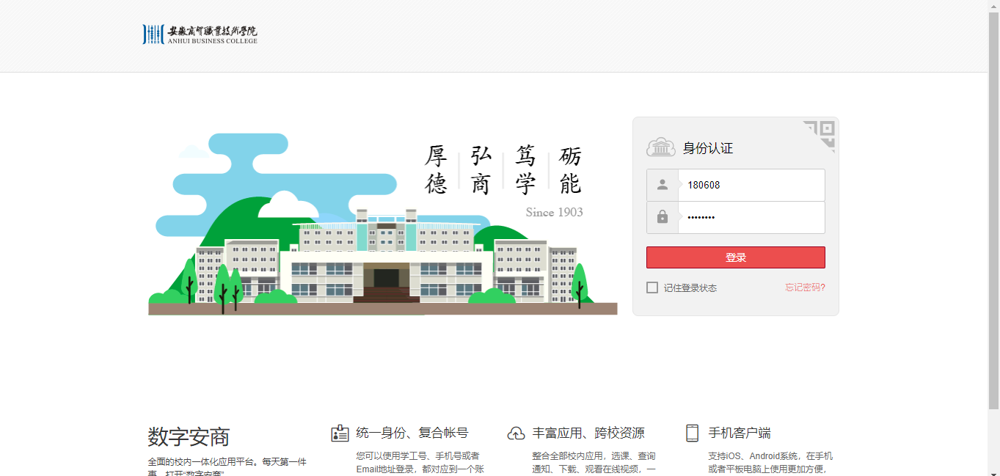 安徽商贸職業技術學院
ANHUI BUSINESS COLLEGE
1903
厚德 弘商 笃学 砺能
Since 1903
身份认证
180608
••••••••
登录
记住登录状态 忘记密码?
数字安商
全面的校内一体化应用平台。每天第一件
事，打开“数字安商”
统一身份、复合帐号
您可以使用学工号、手机号或者
Email地址登录，都对应到一个账
丰富应用、跨校资源
整合全部校内应用，选课、查询
通知、下载、观看在线视频，一
手机客户端
支持iOS、Android系统，在手机
或者平板电脑上使用更加方便，